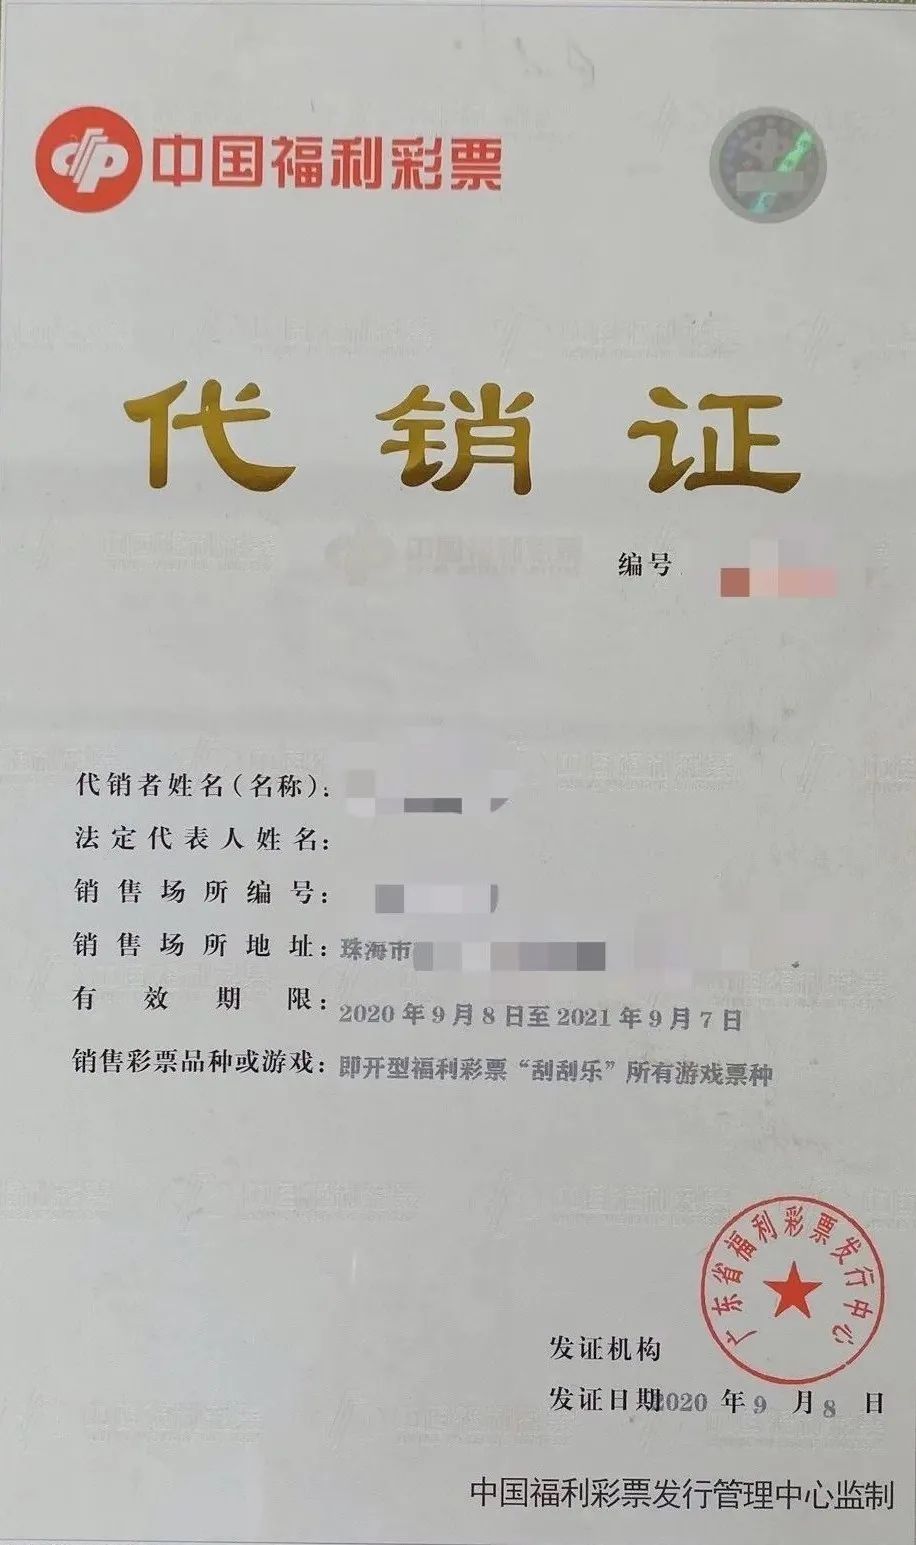 中国福利彩票
代销证
编号
代销者姓名(名称):
法定代表人姓名:
销售场所编号:
销售场所地址:珠海市
有效期限:2020年9月8日至2021年9月7日
销售彩票品种或游戏:即开型福利彩票“刮刮乐”所有游戏票种
广东省福利彩票发行中心
发证机构
发证日期2020年9月8日
中国福利彩票发行管理中心监制